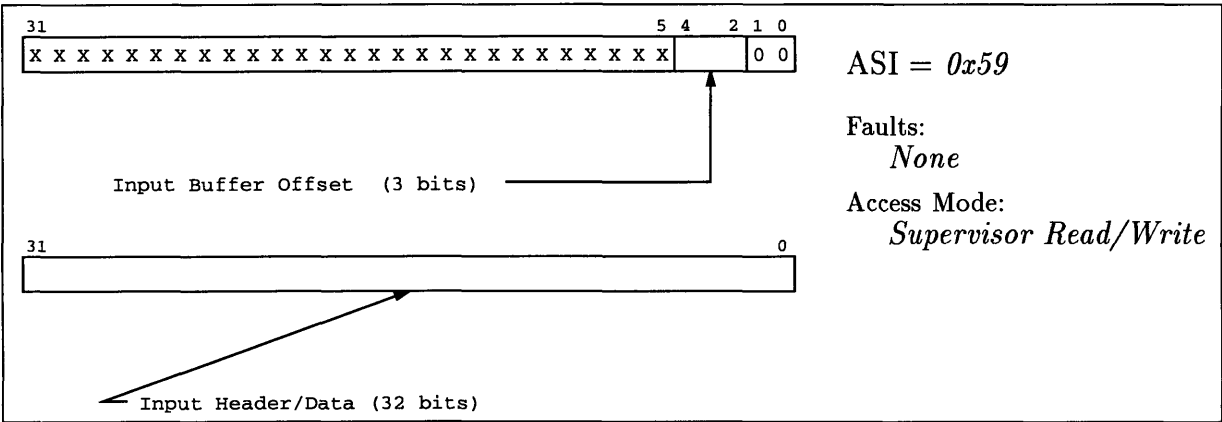 31 5 4 2 1 0
X X X X X X X X X X X X X X X X X X X X X X X X X X X 0 0
ASI = 0x59
Faults:
None
Input Buffer Offset (3 bits)
Access Mode:
Supervisor Read/Write
31 0
Input Header/Data (32 bits)